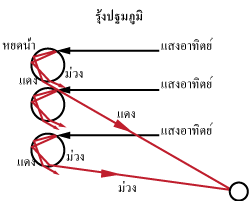 รุ้งปฐมภูมิ
หยดน้ำ
แสงอาทิตย์
ม่วง
แดง
แสงอาทิตย์
แดง
แสงอาทิตย์
ม่วง
แดง
ม่วง